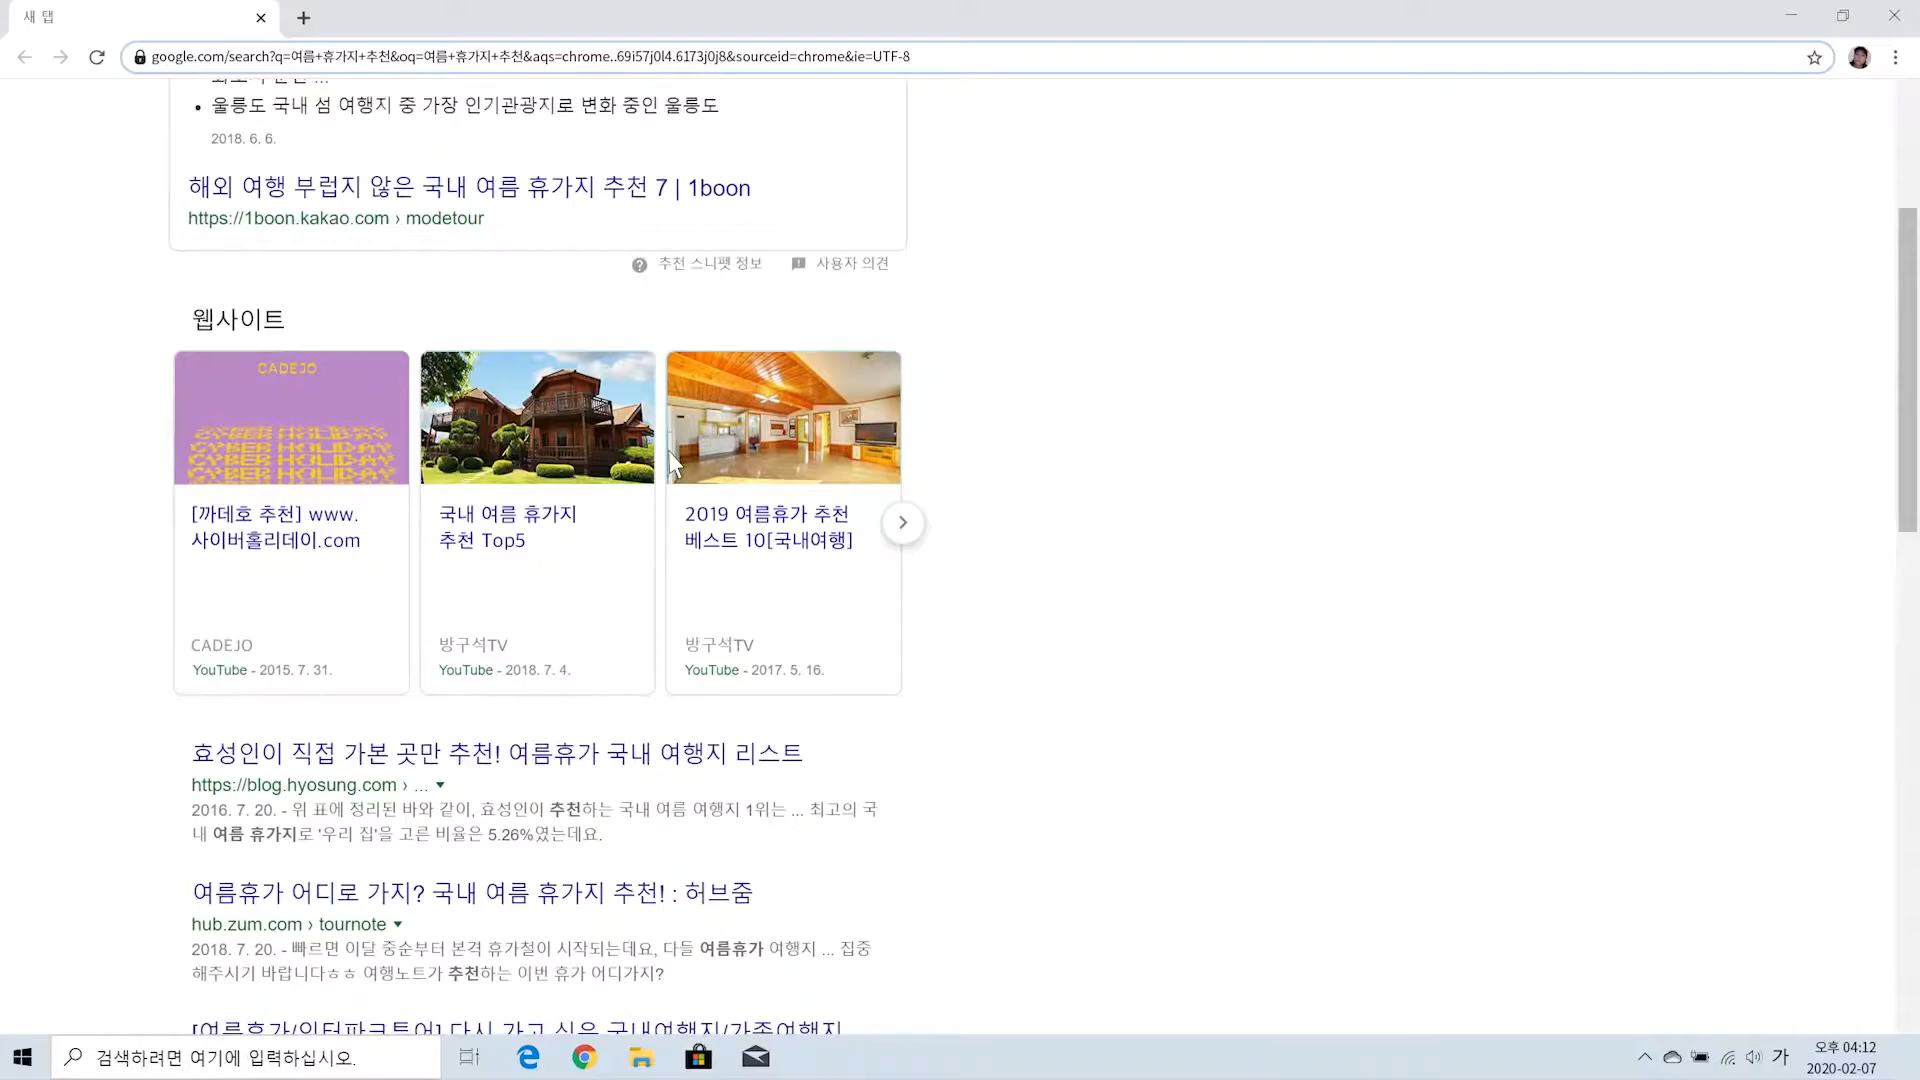 새 탭
google.com/search?q=여름+휴가지+추천&oq=여름+휴가지+추천&aqs=chrome..69i57j0l4.6173j0j8&sourceid=chrome&ie=UTF-8
• 울릉도 국내 섬 여행지 중 가장 인기관광지로 변화 중인 울릉도
2018. 6. 6.
해외 여행 부럽지 않은 국내 여름 휴가지 추천 7 | 1boon
https://1boon.kakao.com › modetour
추천 스니펫 정보
사용자 의견
웹사이트
CADEJO
CYBER HOLIDAY
CYBER HOLIDAY
CYBER HOLIDAY
CYBER HOLIDAY
[까데호 추천] www.
사이버홀리데이.com
CADEJO
YouTube - 2015. 7. 31.
국내 여름 휴가지
추천 Top5
방구석TV
YouTube - 2018. 7. 4.
2019 여름휴가 추천
베스트 10[국내여행]
방구석TV
YouTube - 2017. 5. 16.
효성인이 직접 가본 곳만 추천! 여름휴가 국내 여행지 리스트
https://blog.hyosung.com › ...
2016. 7. 20. - 위 표에 정리된 바와 같이, 효성인이 추천하는 국내 여름 여행지 1위는 ... 최고의 국
내 여름 휴가지로 '우리 집'을 고른 비율은 5.26%였는데요.
여름휴가 어디로 가지? 국내 여름 휴가지 추천! : 허브줌
hub.zum.com › tournote
2018. 7. 20. - 빠르면 이달 중순부터 본격 휴가철이 시작되는데요, 다들 여름휴가 여행지 ... 집중
해주시기 바랍니다ㅎㅎ 여행노트가 추천하는 이번 휴가 어디가지?
[여름휴가/인터파크투어] 다시 가고 싶은 국내여행지/가족여행지
검색하려면 여기에 입력하십시오.
가
오후 04:12
2020-02-07